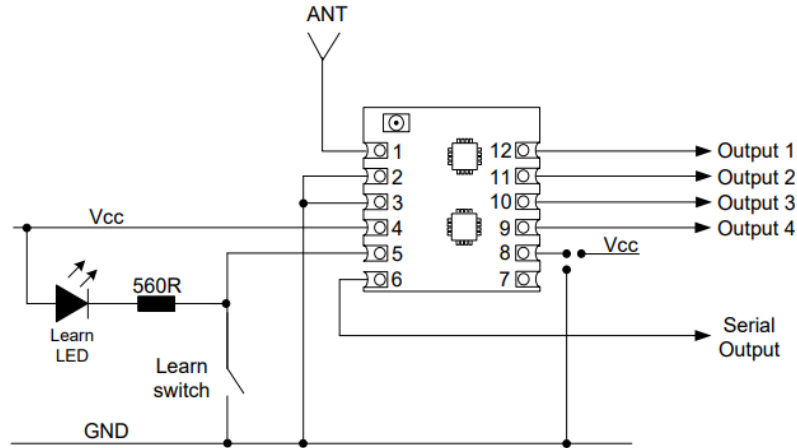 ANT
1
2
3
4
5
6
12
11
10
9
8
7
Output 1
Output 2
Output 3
Output 4
Vcc
Vcc
560R
Learn
LED
Learn
switch
Serial
Output
GND